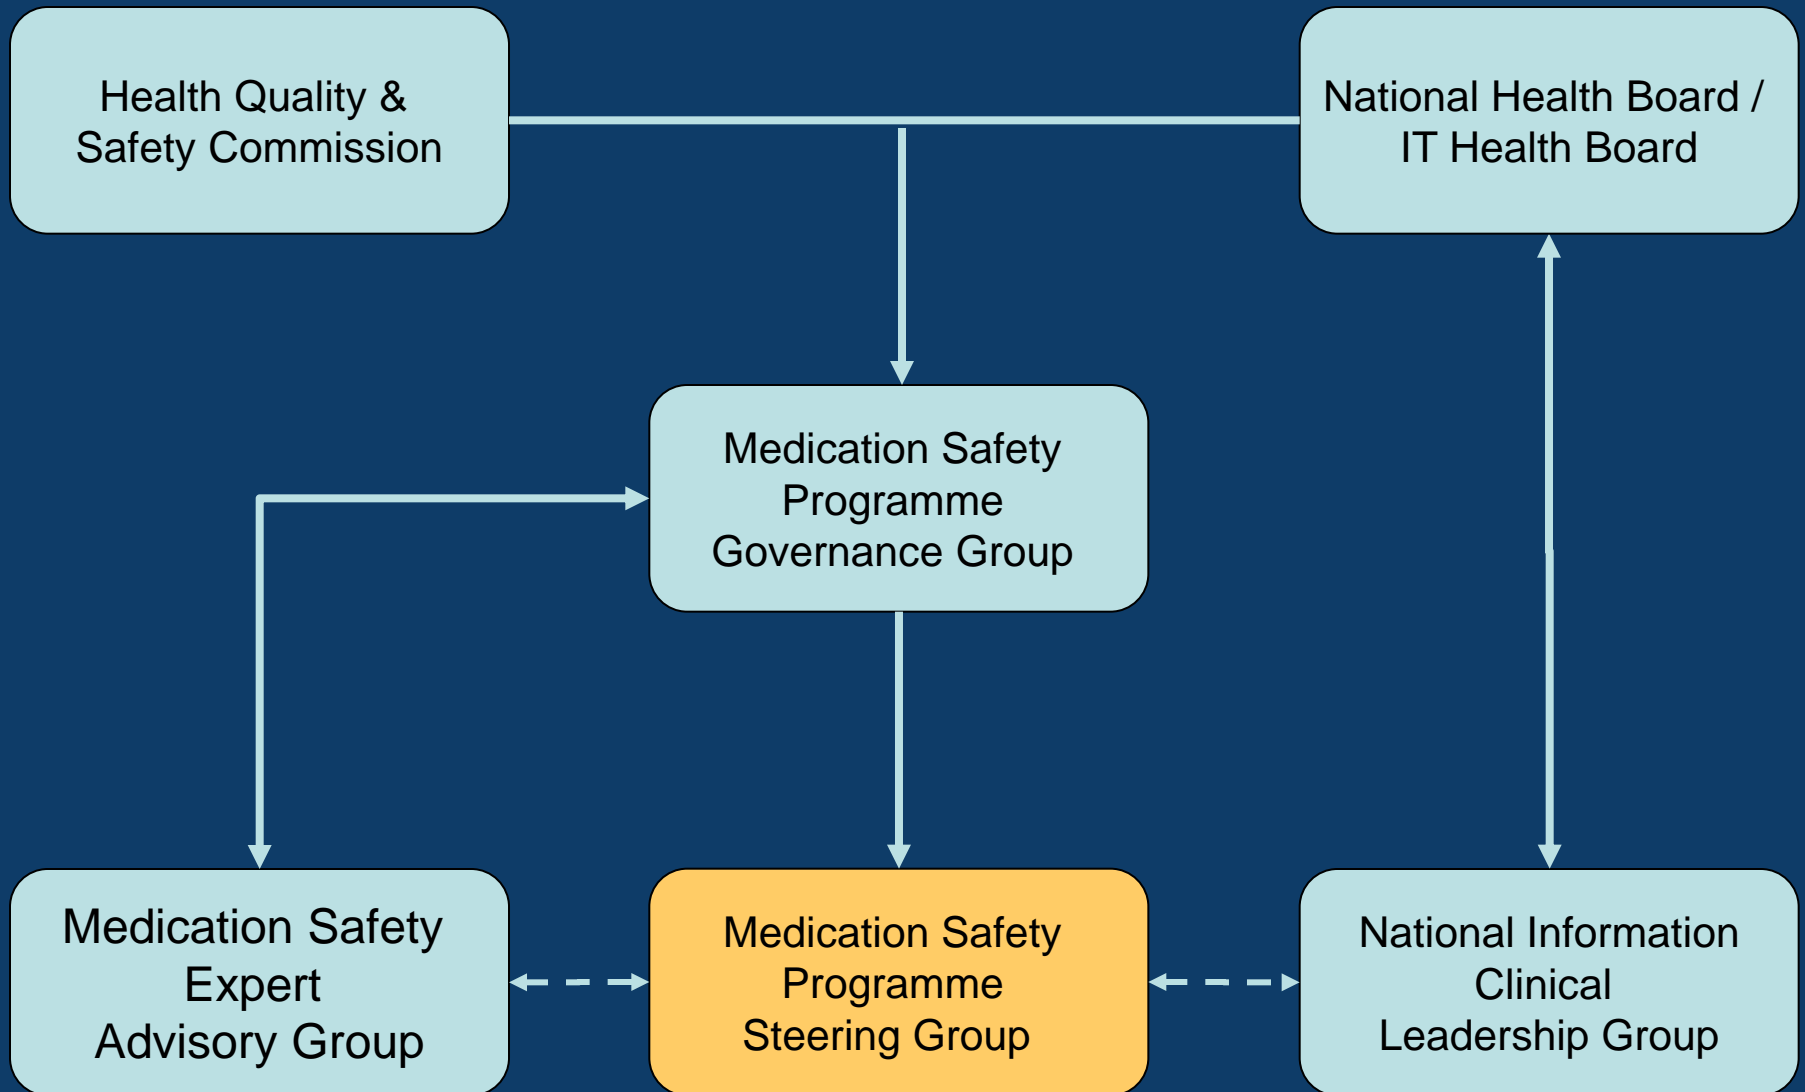 Health Quality &
Safety Commission
National Health Board /
IT Health Board
Medication Safety
Programme
Governance Group
Medication Safety
Expert
Advisory Group
Medication Safety
Programme
Steering Group
National Information
Clinical
Leadership Group